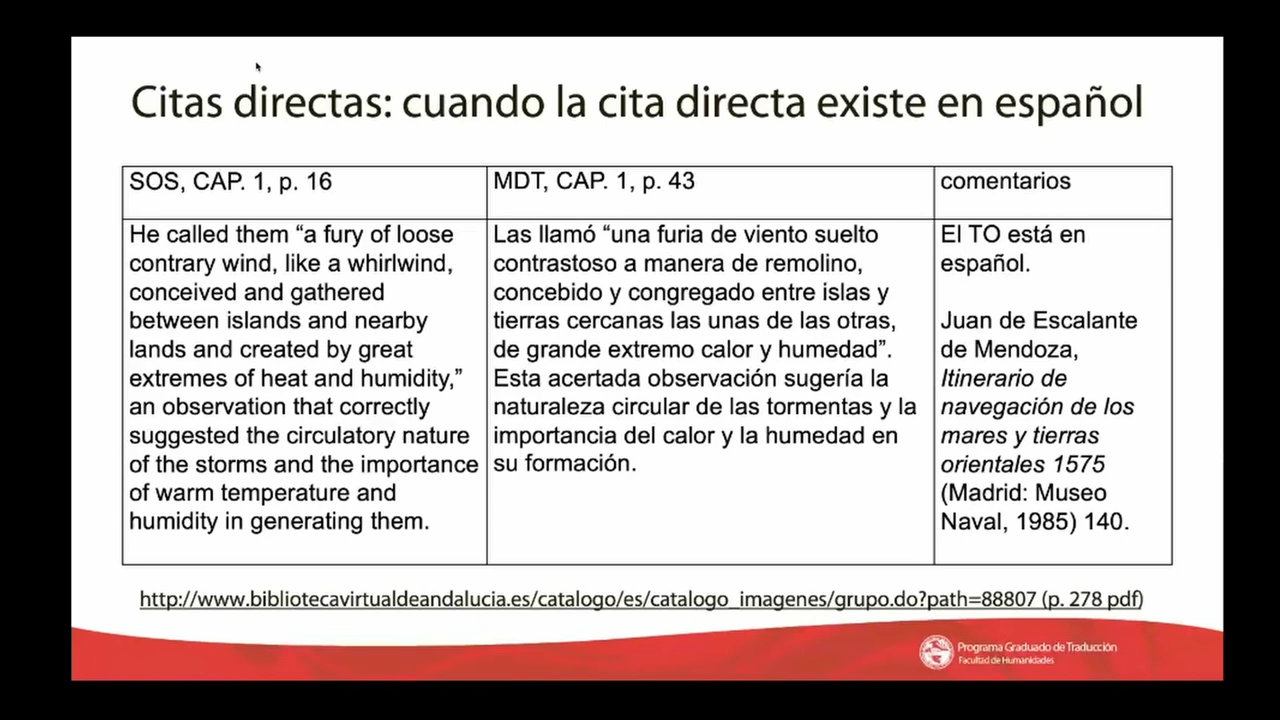 Citas directas: cuando la cita directa existe en español
SOS, CAP. 1, p. 16
MDT, CAP. 1, p. 43
comentarios
He called them “a fury of loose
contrary wind, like a whirlwind,
conceived and gathered
between islands and nearby
lands and created by great
extremes of heat and humidity,”
an observation that correctly
suggested the circulatory nature
of the storms and the importance
of warm temperature and
humidity in generating them.
Las llamó “una furia de viento suelto
contrastoso a manera de remolino,
concebido y congregado entre islas y
tierras cercanas las unas de las otras,
de grande extremo calor y humedad”.
Esta acertada observación sugería la
naturaleza circular de las tormentas y la
importancia del calor y la humedad en
su formación.
El TO está en
español.
Juan de Escalante
de Mendoza,
Itinerario de
navegación de los
mares y tierras
orientales 1575
(Madrid: Museo
Naval, 1985) 140.
http://www.bibliotecavirtualdeandalucia.es/catalogo/es/catalogo_imagenes/grupo.do?path=88807 (p. 278 pdf)
Programa Graduado de Traducción
Facultad de Humanidades